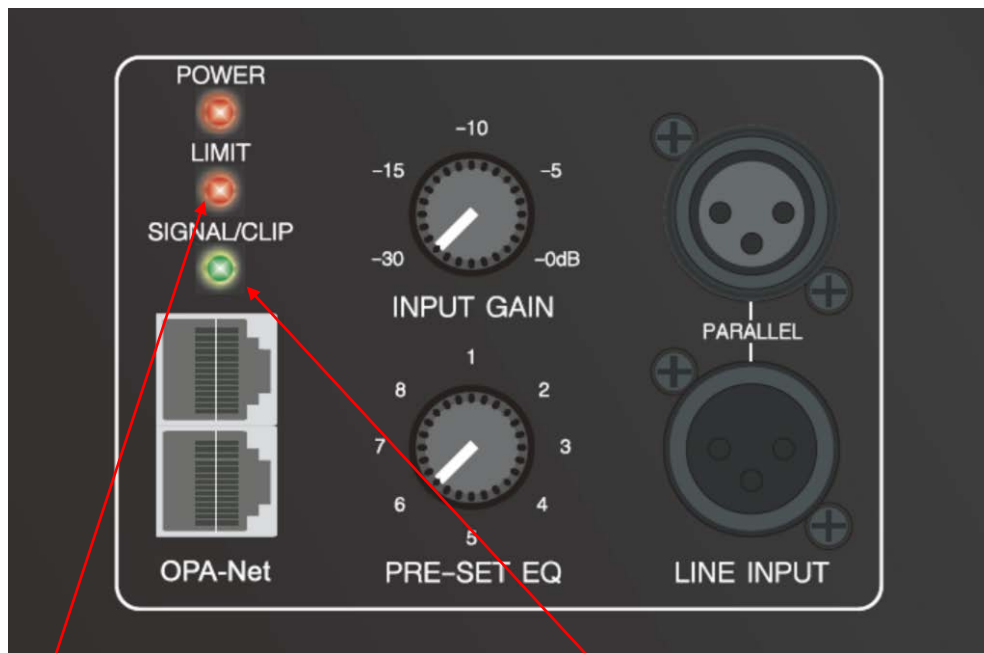 POWER
LIMIT
SIGNAL/CLIP
OPA-Net
-10
-15
-5
-30
-0dB
INPUT GAIN
1
8
2
7
3
6
4
5
PRE-SET EQ
PARALLEL
LINE INPUT